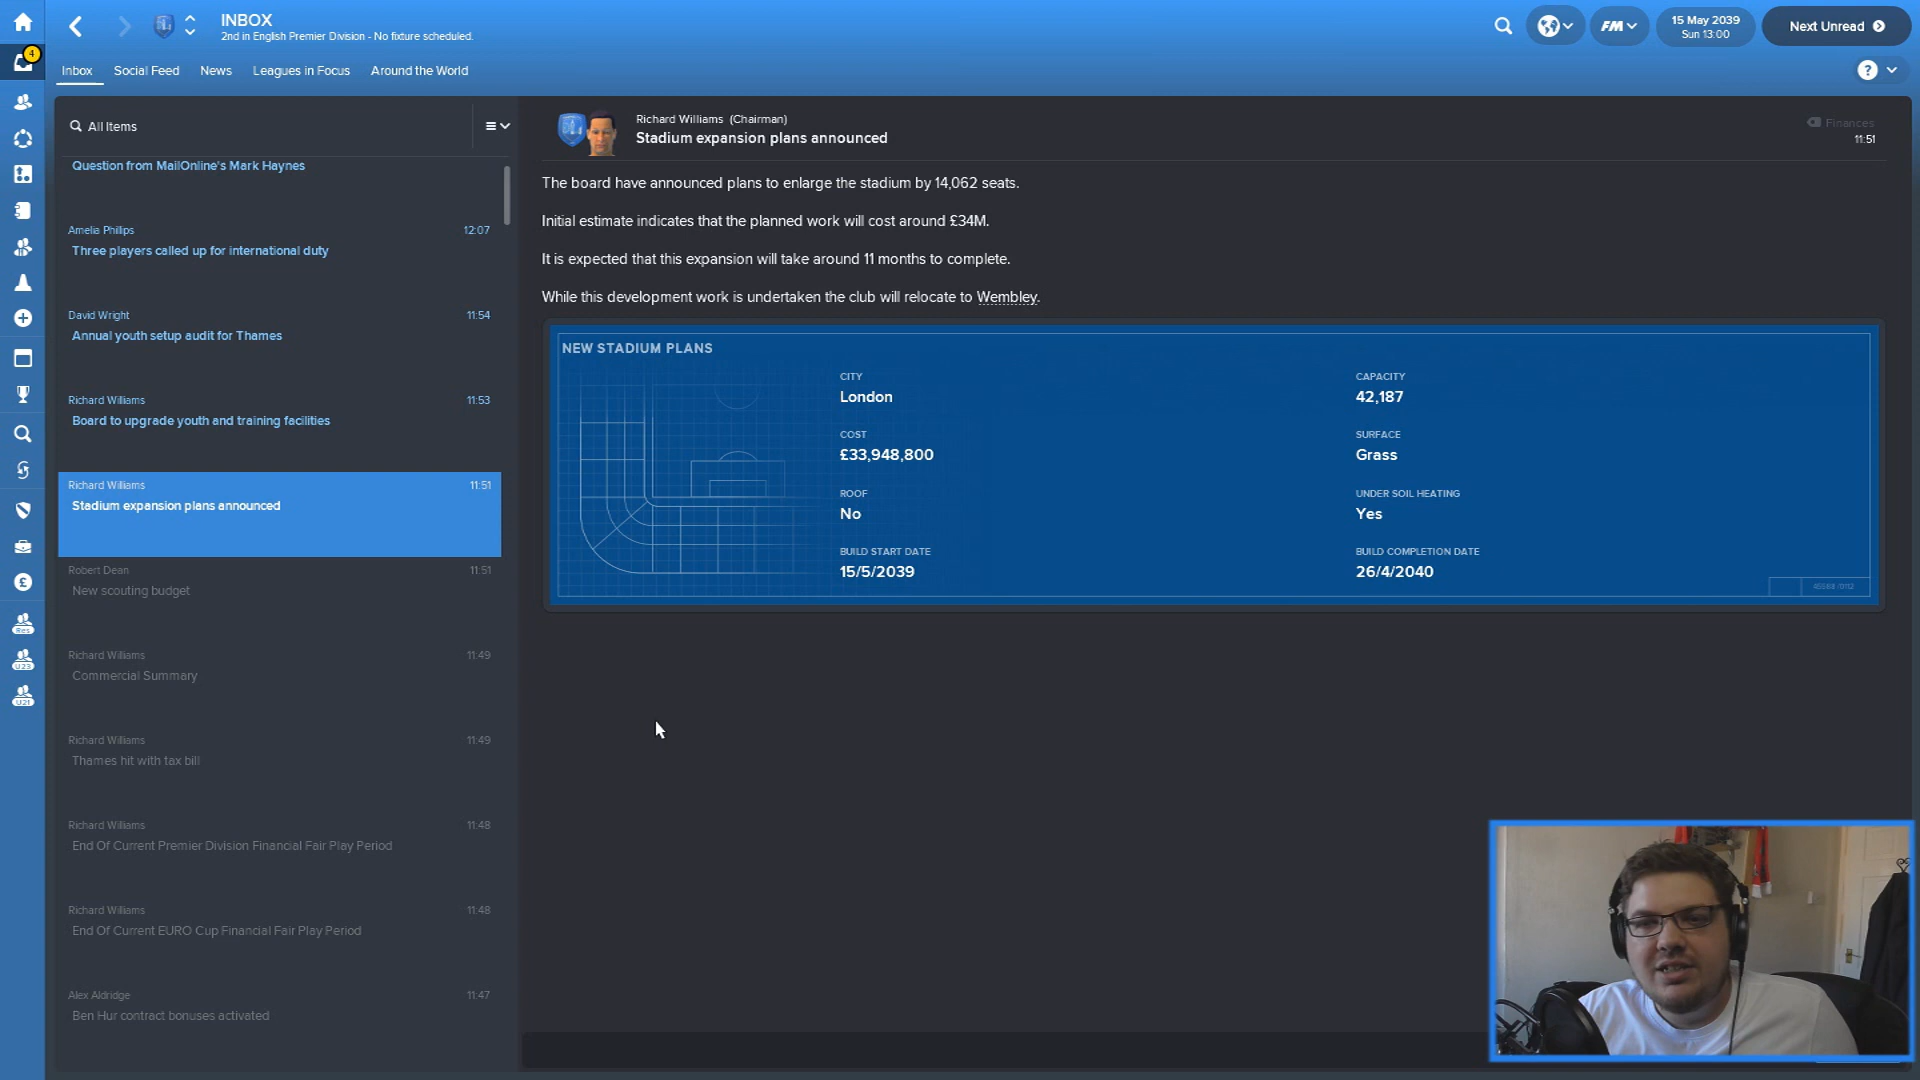 INBOX
2nd in English Premier Division - No fixture scheduled.
FM
15 May 2039
Sun 13:00
Next Unread
4
Inbox
Social Feed
News
Leagues in Focus
Around the World
?
All Items
Question from MailOnline's Mark Haynes
Amelia Phillips 12:07
Three players called up for international duty
David Wright 11:54
Annual youth setup audit for Thames
Richard Williams 11:53
Board to upgrade youth and training facilities
Richard Williams 11:51
Stadium expansion plans announced
Robert Dean 11:51
New scouting budget
Richard Williams 11:49
Commercial Summary
Richard Williams 11:49
Thames hit with tax bill
Richard Williams 11:48
End Of Current Premier Division Financial Fair Play Period
Richard Williams 11:48
End Of Current EURO Cup Financial Fair Play Period
Alex Aldridge 11:47
Ben Hur contract bonuses activated
£
Res
U23
U21
Richard Williams (Chairman)
Stadium expansion plans announced
Finances
11:51
The board have announced plans to enlarge the stadium by 14,062 seats.
Initial estimate indicates that the planned work will cost around £34M.
It is expected that this expansion will take around 11 months to complete.
While this development work is undertaken the club will relocate to Wembley.
NEW STADIUM PLANS
CITY
London
CAPACITY
42,187
COST
£33,948,800
SURFACE
Grass
ROOF
No
UNDER SOIL HEATING
Yes
BUILD START DATE
15/5/2039
BUILD COMPLETION DATE
26/4/2040